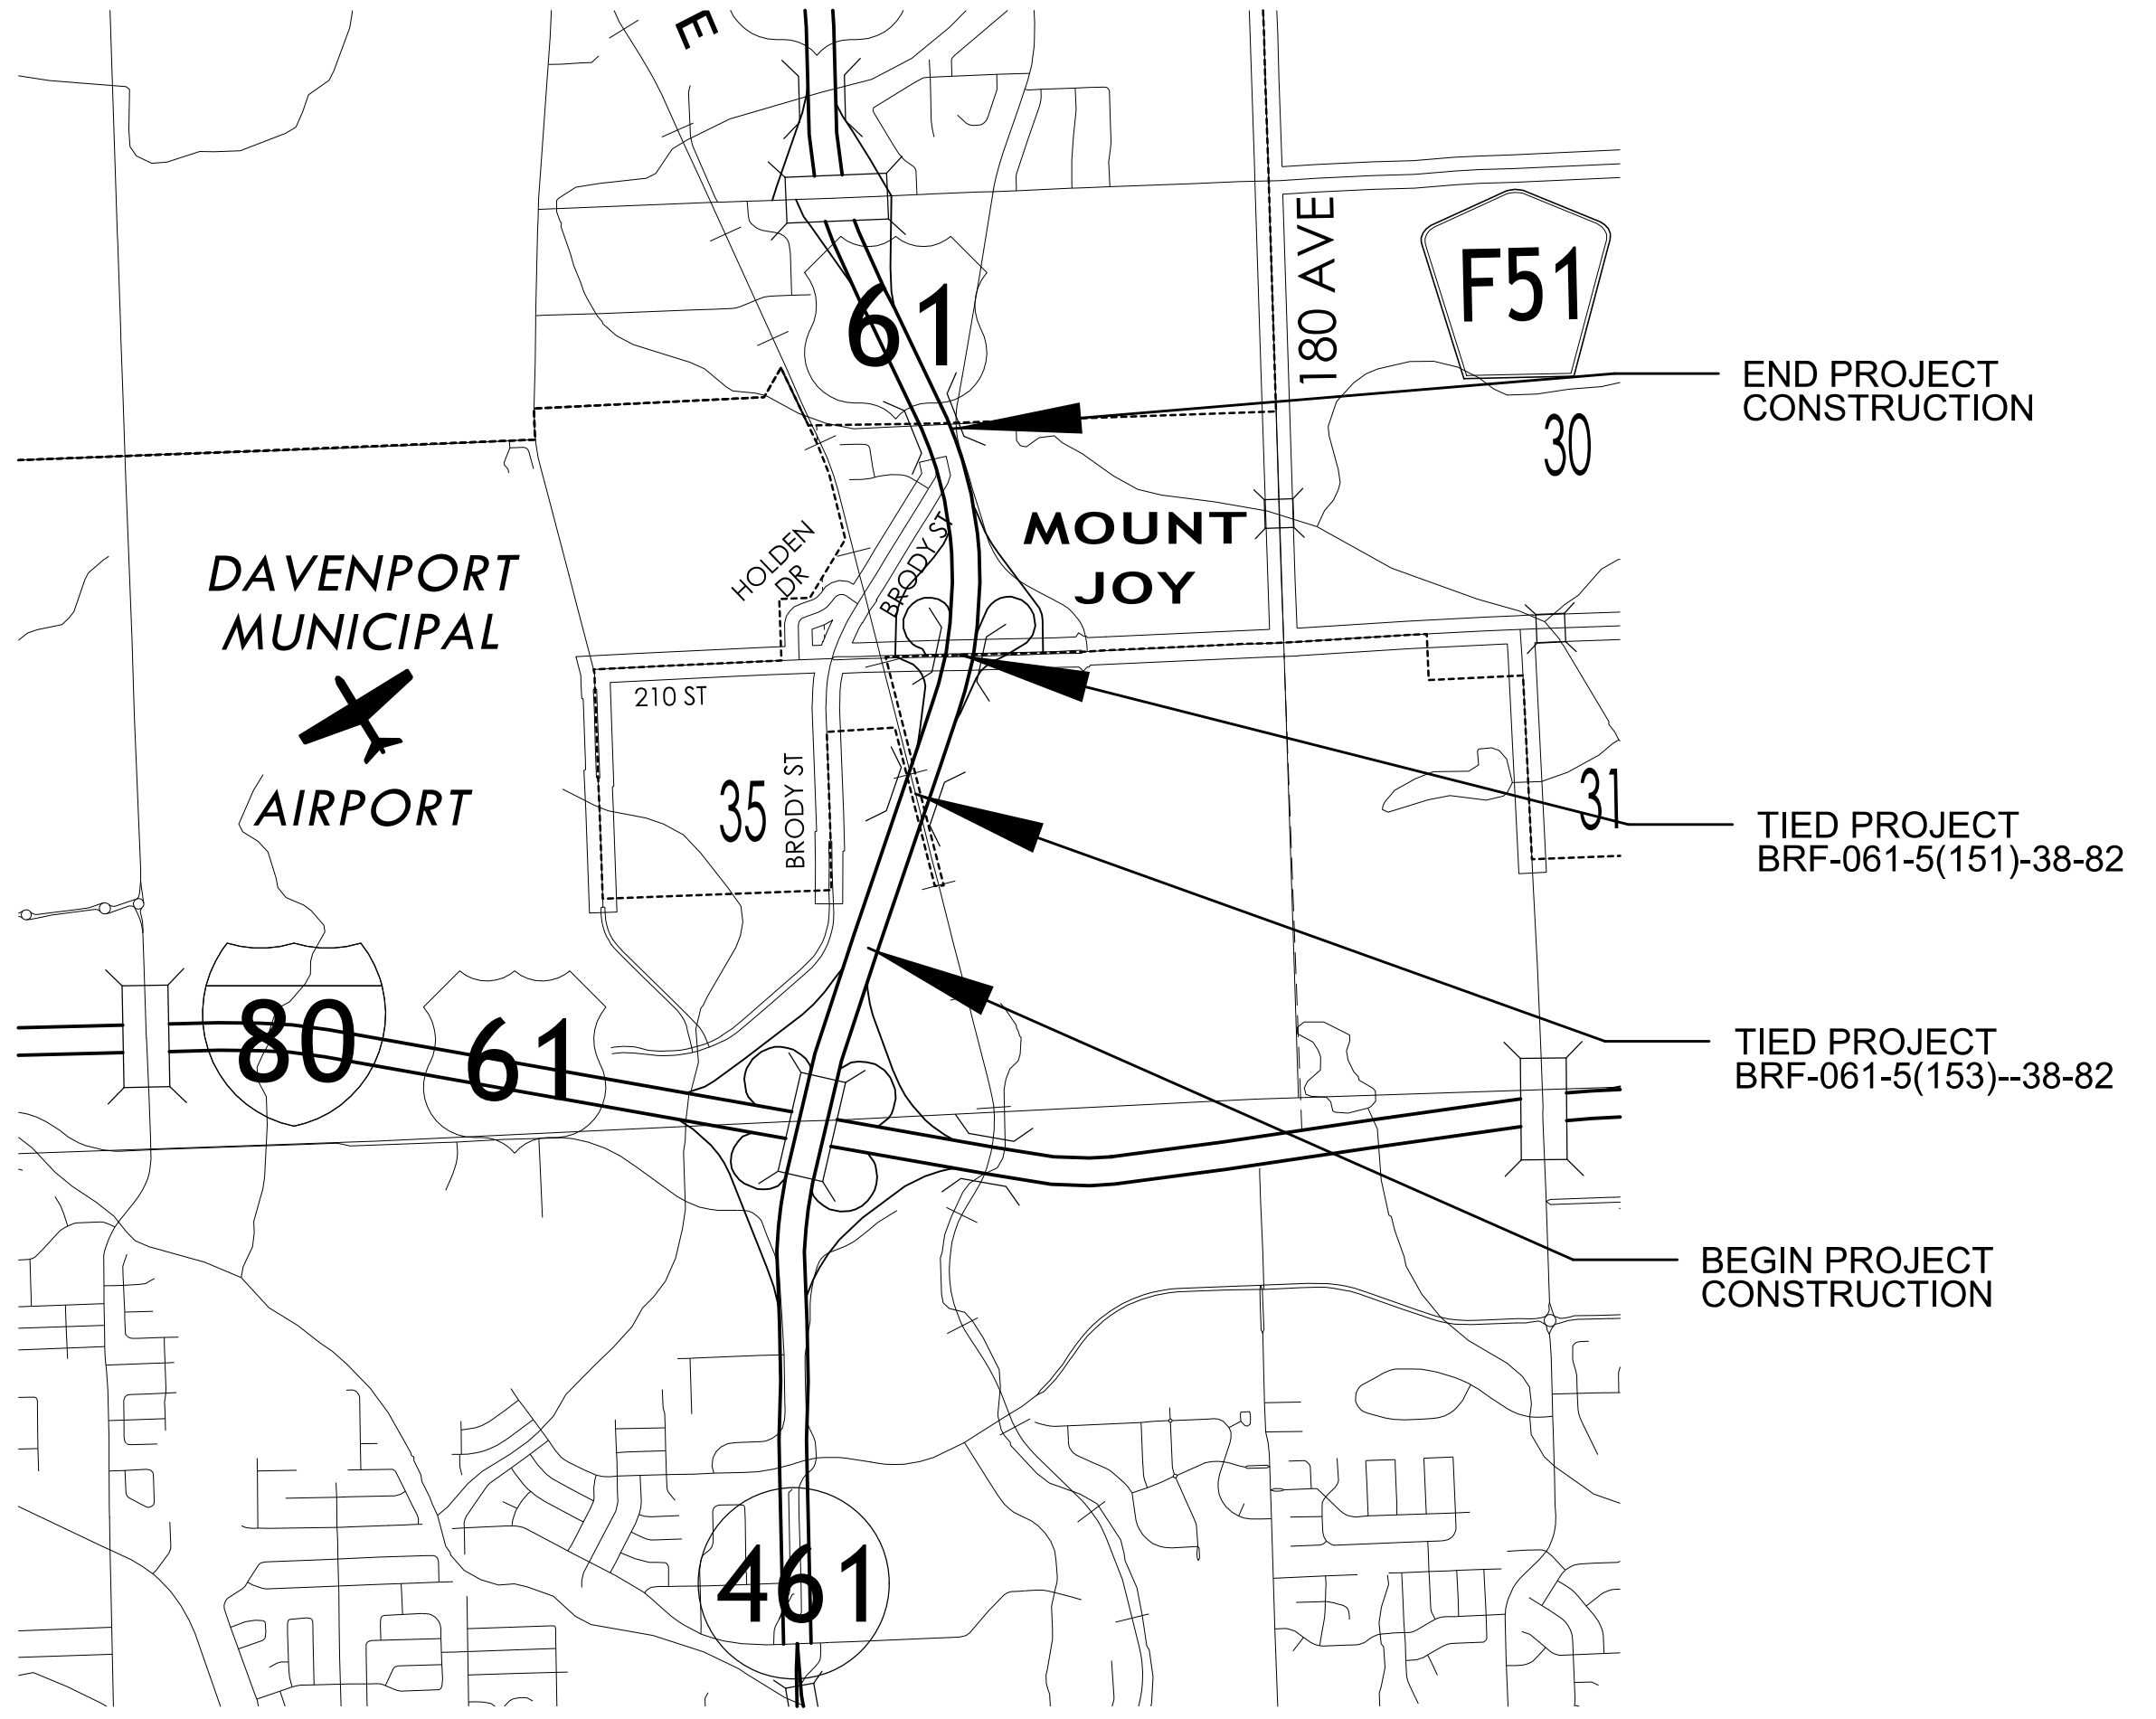 E
61
180 AVE
F51
END PROJECT
CONSTRUCTION
30
MOUNT
JOY
HOLDEN
DR
BRODY ST
DAVENPORT
MUNICIPAL
AIRPORT
210 ST
35
BRODY ST
31
TIED PROJECT
BRF-061-5(151)-38-82
80
61
TIED PROJECT
BRF-061-5(153)--38-82
BEGIN PROJECT
CONSTRUCTION
461